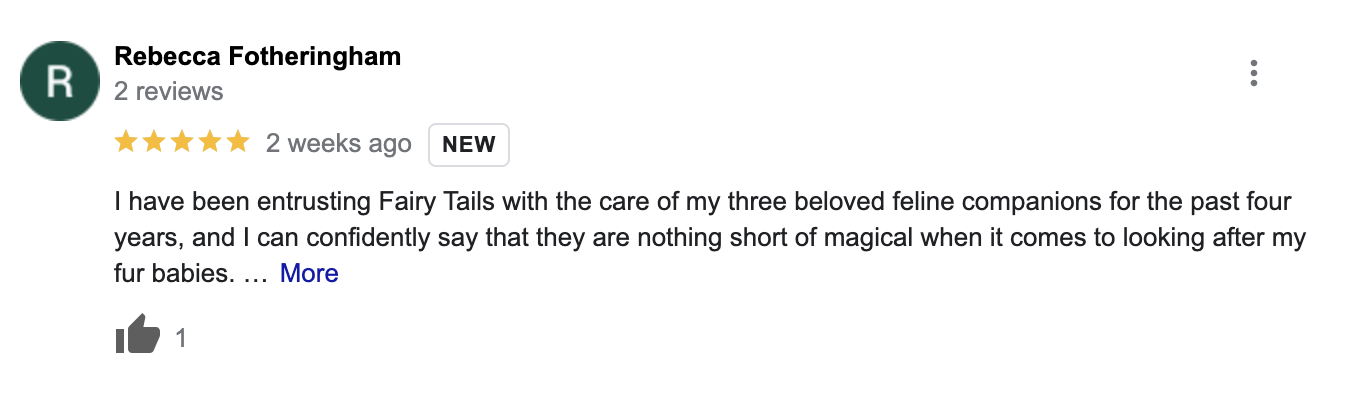 R
Rebecca Fotheringham
2 reviews
2 weeks ago NEW
I have been entrusting Fairy Tails with the care of my three beloved feline companions for the past four
years, and I can confidently say that they are nothing short of magical when it comes to looking after my
fur babies. … More
1